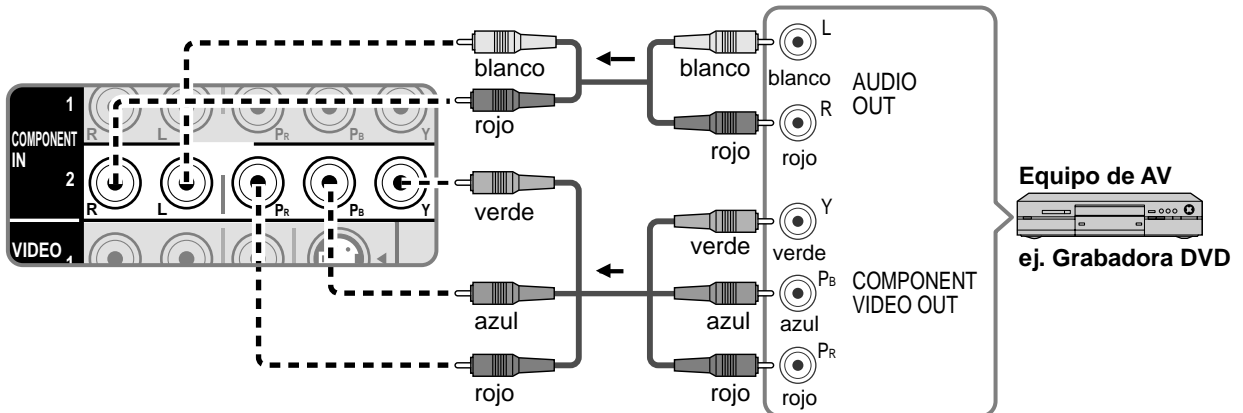 L
blanco
blanco
blanco
AUDIO
OUT
1
R
L
PR
PB
Y
rojo
R
rojo
rojo
COMPONENT
IN
2
R
L
PR
PB
Y
verde
Y
verde
verde
Equipo de AV
ej. Grabadora DVD
VIDEO
1
PB
COMPONENT
VIDEO OUT
azul
azul
azul
PR
rojo
rojo
rojo